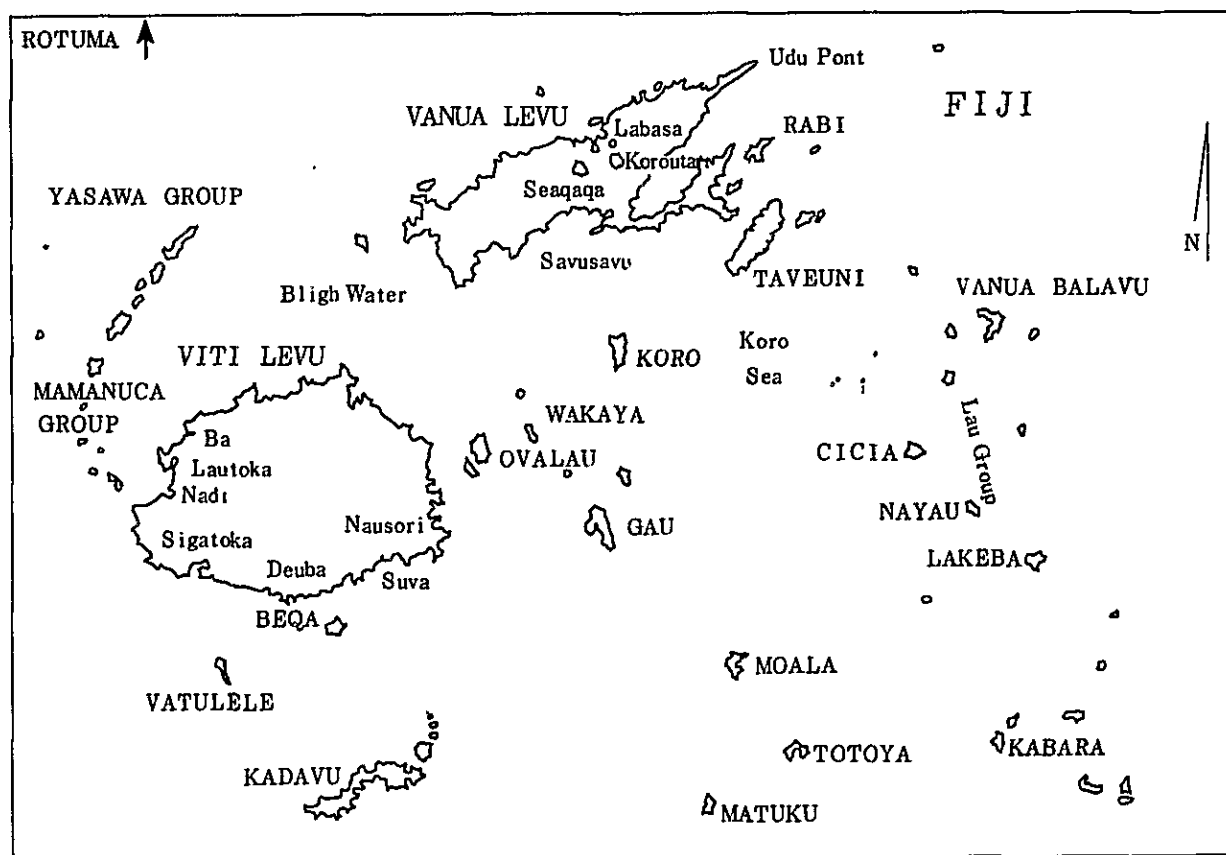 ROTUMA
Udu Pont
FIJI
VANUA LEVU
Labasa
RABI
Koroutari
Seaqaqa
YASAWA GROUP
N
Savusavu
TAVEUNI
VANUA BALAVU
Bligh Water
VITI LEVU
KORO
Koro
Sea
MAMANUCA
GROUP
WAKAYA
Lau Group
Ba
OVALAU
CICIA
Lautoka
Nadi
NAYAU
Nausori
GAU
Sigatoka
Deuba
Suva
LAKEBA
BEQA
MOALA
VATULELE
KADAVU
TOTOYA
KABARA
MATUKU